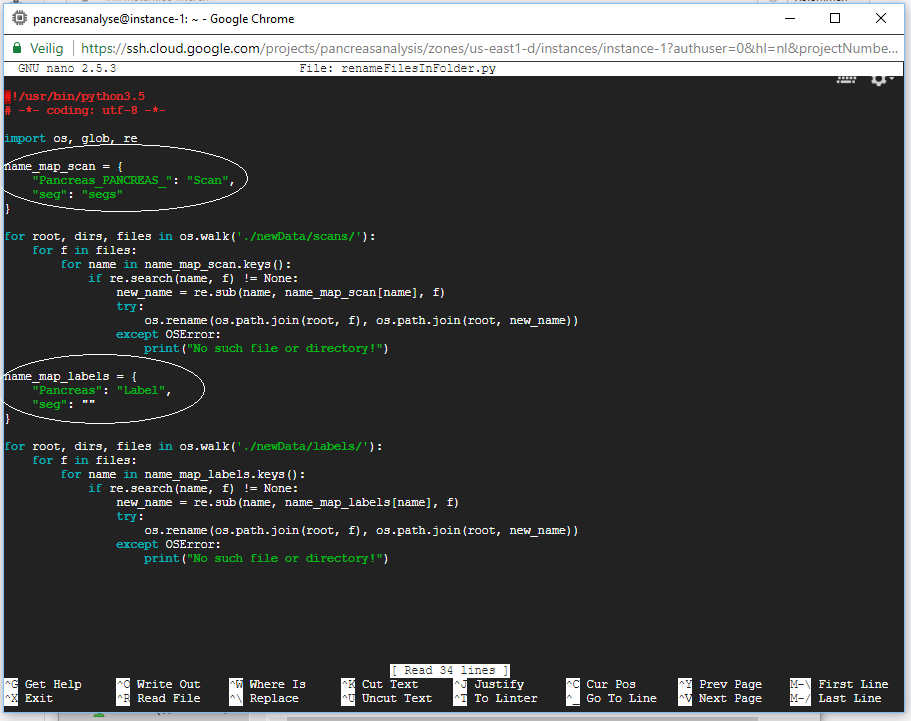 pancreasanalyse@instance-1: ~ - Google Chrome
Veilig | https://ssh.cloud.google.com/projects/pancreasanalysis/zones/us-east1-d/instances/instance-1?authuser=0&hl=nl&projectNumbe...
GNU nano 2.5.3 File: renameFilesInFolder.py
#!/usr/bin/python3.5
# -*- coding: utf-8 -*-
import os, glob, re
name_map_scan = {
"Pancreas_PANCREAS_": "Scan",
"seg": "segs"
}
for root, dirs, files in os.walk('./newData/scans/'):
for f in files:
for name in name_map_scan.keys():
if re.search(name, f) != None:
new_name = re.sub(name, name_map_scan[name], f)
try:
os.rename(os.path.join(root, f), os.path.join(root, new_name))
except OSError:
print("No such file or directory!")
name_map_labels = {
"Pancreas": "Label",
"seg": ""
}
for root, dirs, files in os.walk('./newData/labels/'):
for f in files:
for name in name_map_labels.keys():
if re.search(name, f) != None:
new_name = re.sub(name, name_map_labels[name], f)
try:
os.rename(os.path.join(root, f), os.path.join(root, new_name))
except OSError:
print("No such file or directory!")
[ Read 34 lines ]
^G Get Help ^O Write Out ^W Where Is ^K Cut Text ^J Justify ^C Cur Pos ^Y Prev Page M-\ First Line
^X Exit ^R Read File ^\ Replace ^U Uncut Text ^T To Linter ^_ Go To Line ^V Next Page M-/ Last Line